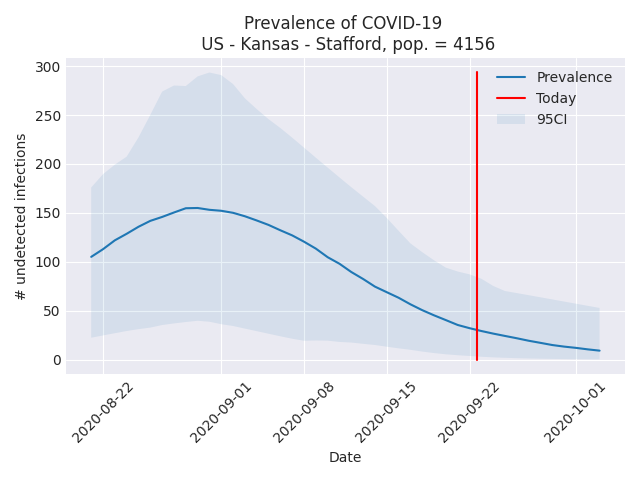 Prevalence of COVID-19
US - Kansas - Stafford, pop. = 4156
300
250
200
150
100
50
0
# undetected infections
Prevalence
Today
95CI
2020-08-22
2020-09-01
2020-09-08
2020-09-15
2020-09-22
2020-10-01
Date